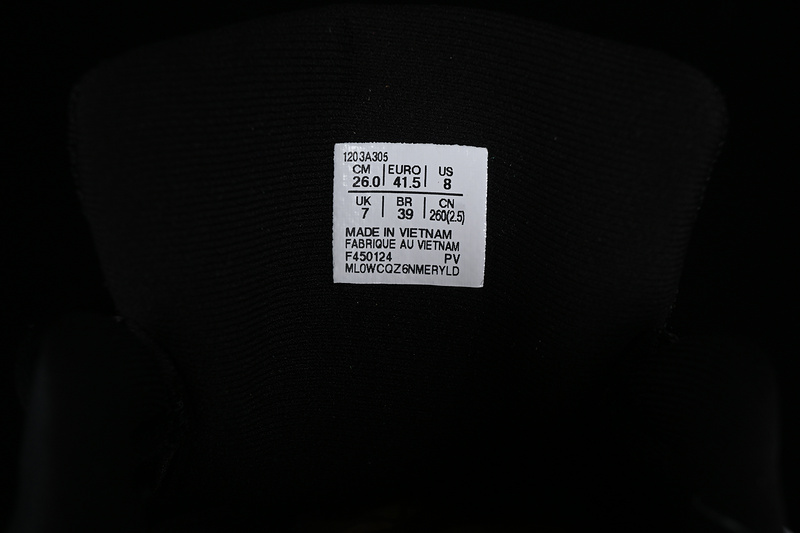 1203A305
CM | EURO | US
26.0 | 41.5 | 8
UK | BR | CN
7 | 39 | 260(2.5)
MADE IN VIETNAM
FABRIQUE AU VIETNAM
F450124 PV
ML0WCQZ6NMERYLD